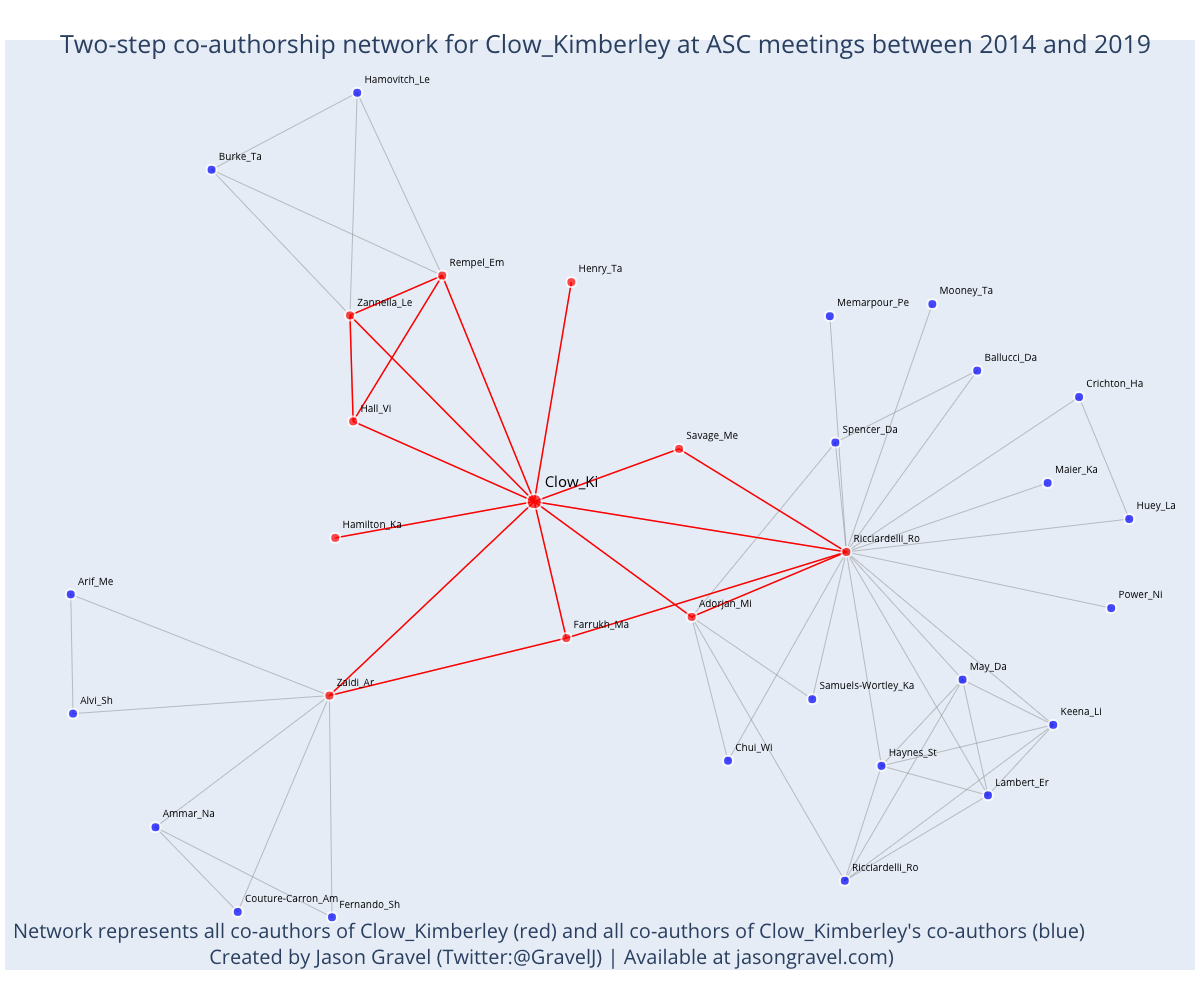 Two-step co-authorship network for Clow_Kimberley at ASC meetings between 2014 and 2019
Hamovitch_Le
Burke_Ta
Rempel_Em
Henry_Ta
Mooney_Ta
Zannella_Le
Memarpour_Pe
Ballucci_Da
Crichton_Ha
Hall_Vi
Spencer_Da
Savage_Me
Maier_Ka
Clow_Ki
Huey_La
Hamilton_Ka
Ricciardelli_Ro
Arif_Me
Power_Ni
Adorjan_Mi
Farrukh_Ma
May_Da
Zaidi_Ar
Samuels-Wortley_Ka
Alvi_Sh
Keena_Li
Chui_Wi
Haynes_St
Lambert_Er
Ammar_Na
Ricciardelli_Ro
Couture-Carron_Am
Fernando_Sh
Network represents all co-authors of Clow_Kimberley (red) and all co-authors of Clow_Kimberley's co-authors (blue)
Created by Jason Gravel (Twitter:@GravelJ) | Available at jasongravel.com)